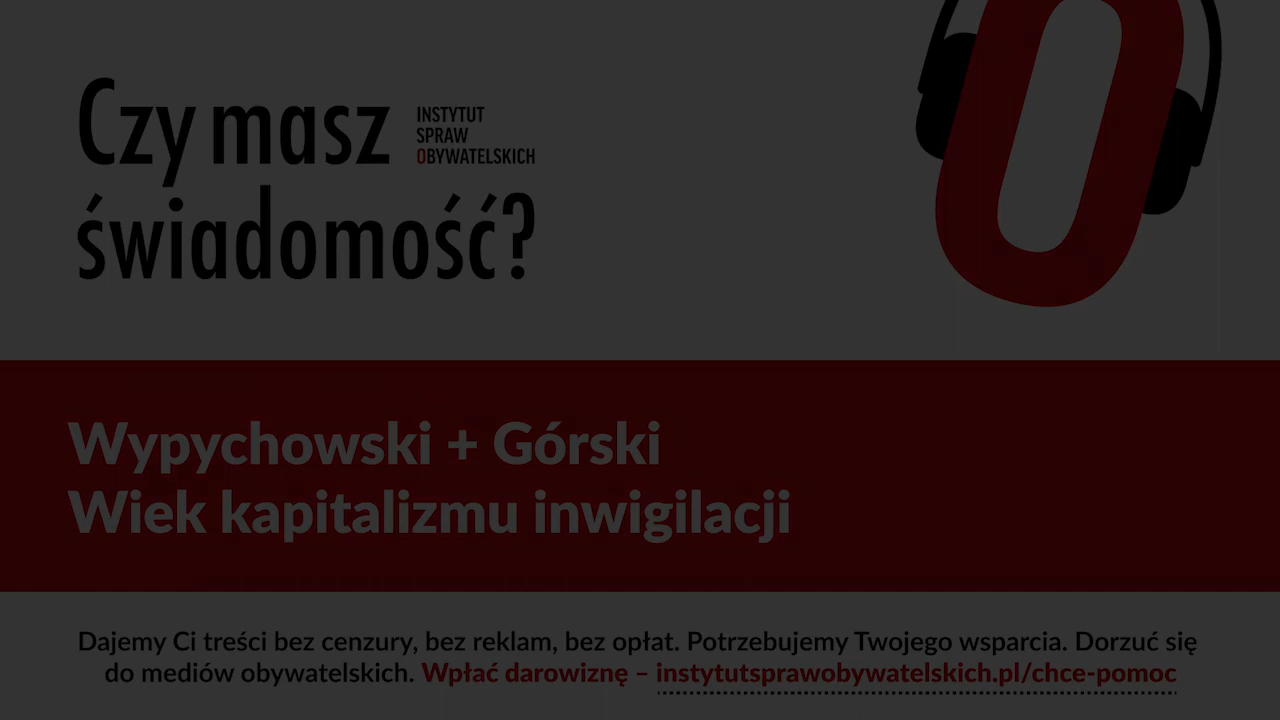 Czy masz
świadomość?
INSTYTUT
SPRAW
OBYWATELSKICH
Wypychowski + Górski
Wiek kapitalizmu inwigilacji
Dajemy Ci treści bez cenzury, bez reklam, bez opłat. Potrzebujemy Twojego wsparcia. Dorzuć się
do mediów obywatelskich. Wpłać darowiznę – instytutsprawobywatelskich.pl/chce-pomoc